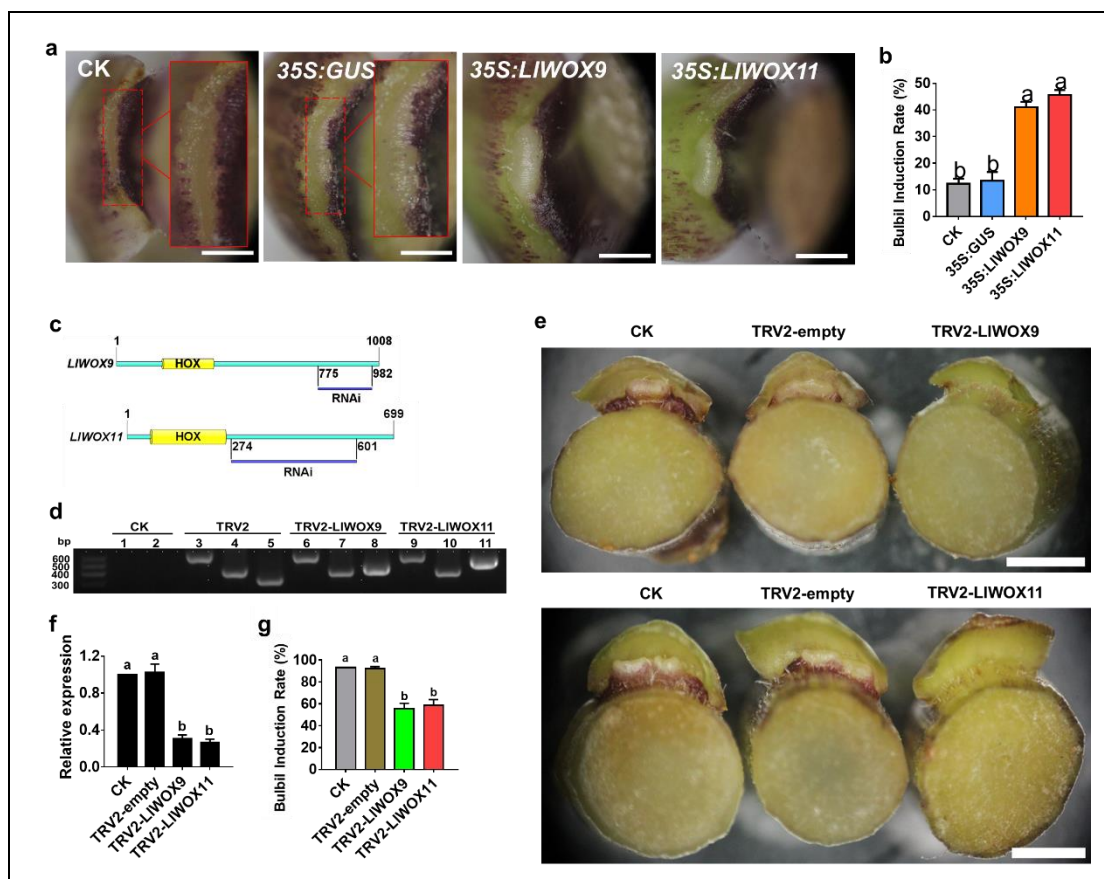 a
CK
35S:GUS
35S:LlWOX9
35S:LlWOX11
b
Bulbil Induction Rate (%)
50
40
30
20
10
0
b
b
a
a
CK
35S:GUS
35S:LlWOX9
35S:LlWOX11
c
1
1008
LlWOX9
HOX
775
982
RNAi
1
699
LlWOX11
HOX
274
601
RNAi
d
CK
TRV2
TRV2-LlWOX9
TRV2-LlWOX11
bp
1 2 3 4 5 6 7 8 9 10 11
600
500
400
300
e
CK
TRV2-empty
TRV2-LlWOX9
CK
TRV2-empty
TRV2-LlWOX11
f
Relative expression
1.2
0.8
0.4
0.0
a
a
b
b
CK
TRV2-empty
TRV2-LlWOX9
TRV2-LlWOX11
g
Bulbil Induction Rate (%)
100
80
60
40
20
0
a
a
b
b
CK
TRV2-empty
TRV2-LlWOX9
TRV2-LlWOX11